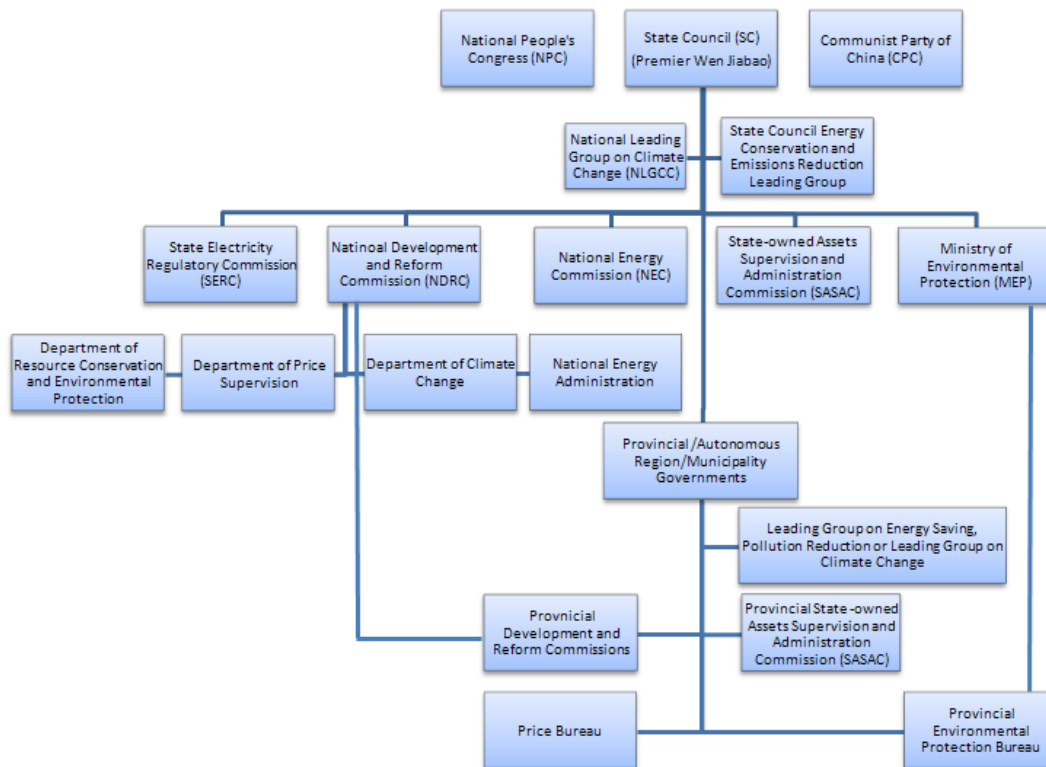 National People's
Congress (NPC)
State Council (SC)
(Premier Wen Jiabao)
Communist Party of
China (CPC)
National Leading
Group on Climate
Change (NLGCC)
State Council Energy
Conservation and
Emissions Reduction
Leading Group
State Electricity
Regulatory Commission
(SERC)
Natinoal Development
and Reform
Commission (NDRC)
National Energy
Commission (NEC)
State-owned Assets
Supervision and
Administration
Commission (SASAC)
Ministry of
Environmental
Protection (MEP)
Department of
Resource Conservation
and Environmental
Protection
Department of Price
Supervision
Department of Climate
Change
National Energy
Administration
Provincial /Autonomous
Region/Municipality
Governments
Leading Group on Energy Saving,
Pollution Reduction or Leading Group on
Climate Change
Provnicial
Development and
Reform Commissions
Provincial State -owned
Assets Supervision and
Administration
Commission (SASAC)
Price Bureau
Provincial
Environmental
Protection Bureau